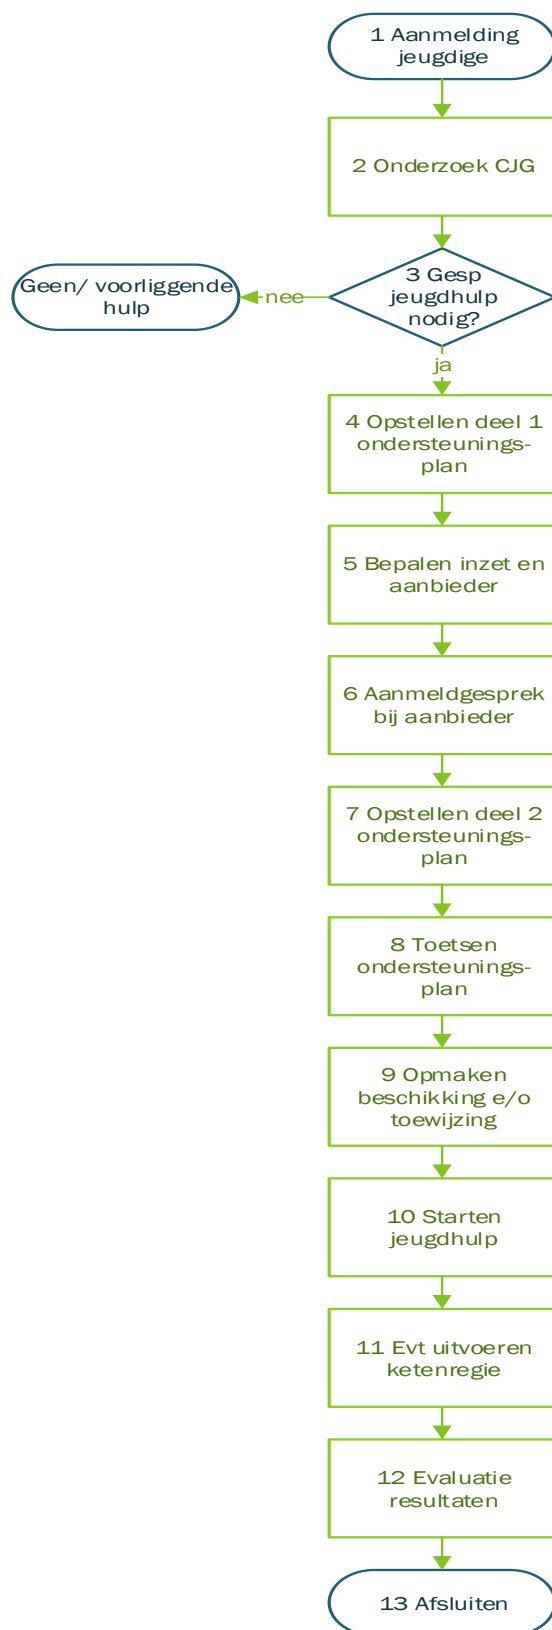 1 Aanmelding
jeugdige
2 Onderzoek CJG
3 Gesp
jeugdhulp
nodig?
nee
Geen/ voorliggende
hulp
ja
4 Opstellen deel 1
ondersteunings-
plan
5 Bepalen inzet en
aanbieder
6 Aanmeldgesprek
bij aanbieder
7 Opstellen deel 2
ondersteunings-
plan
8 Toetsen
ondersteunings-
plan
9 Opmaken
beschikking e/o
toewijzing
10 Starten
jeugdhulp
11 Evt uitvoeren
ketenregie
12 Evaluatie
resultaten
13 Afsluiten